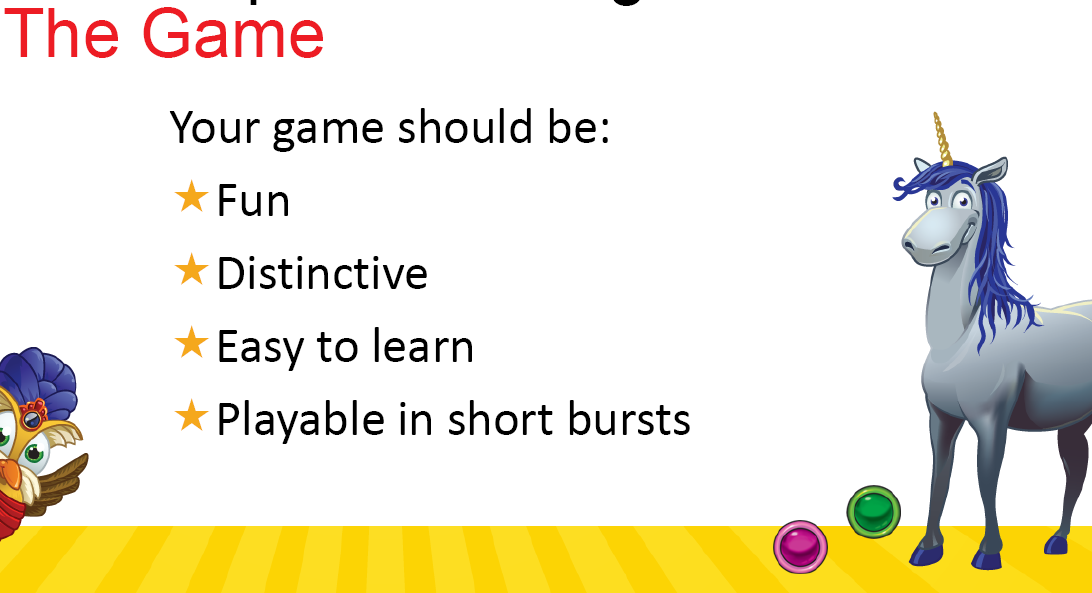 The Game
Your game should be:
Fun
Distinctive
Easy to learn
Playable in short bursts